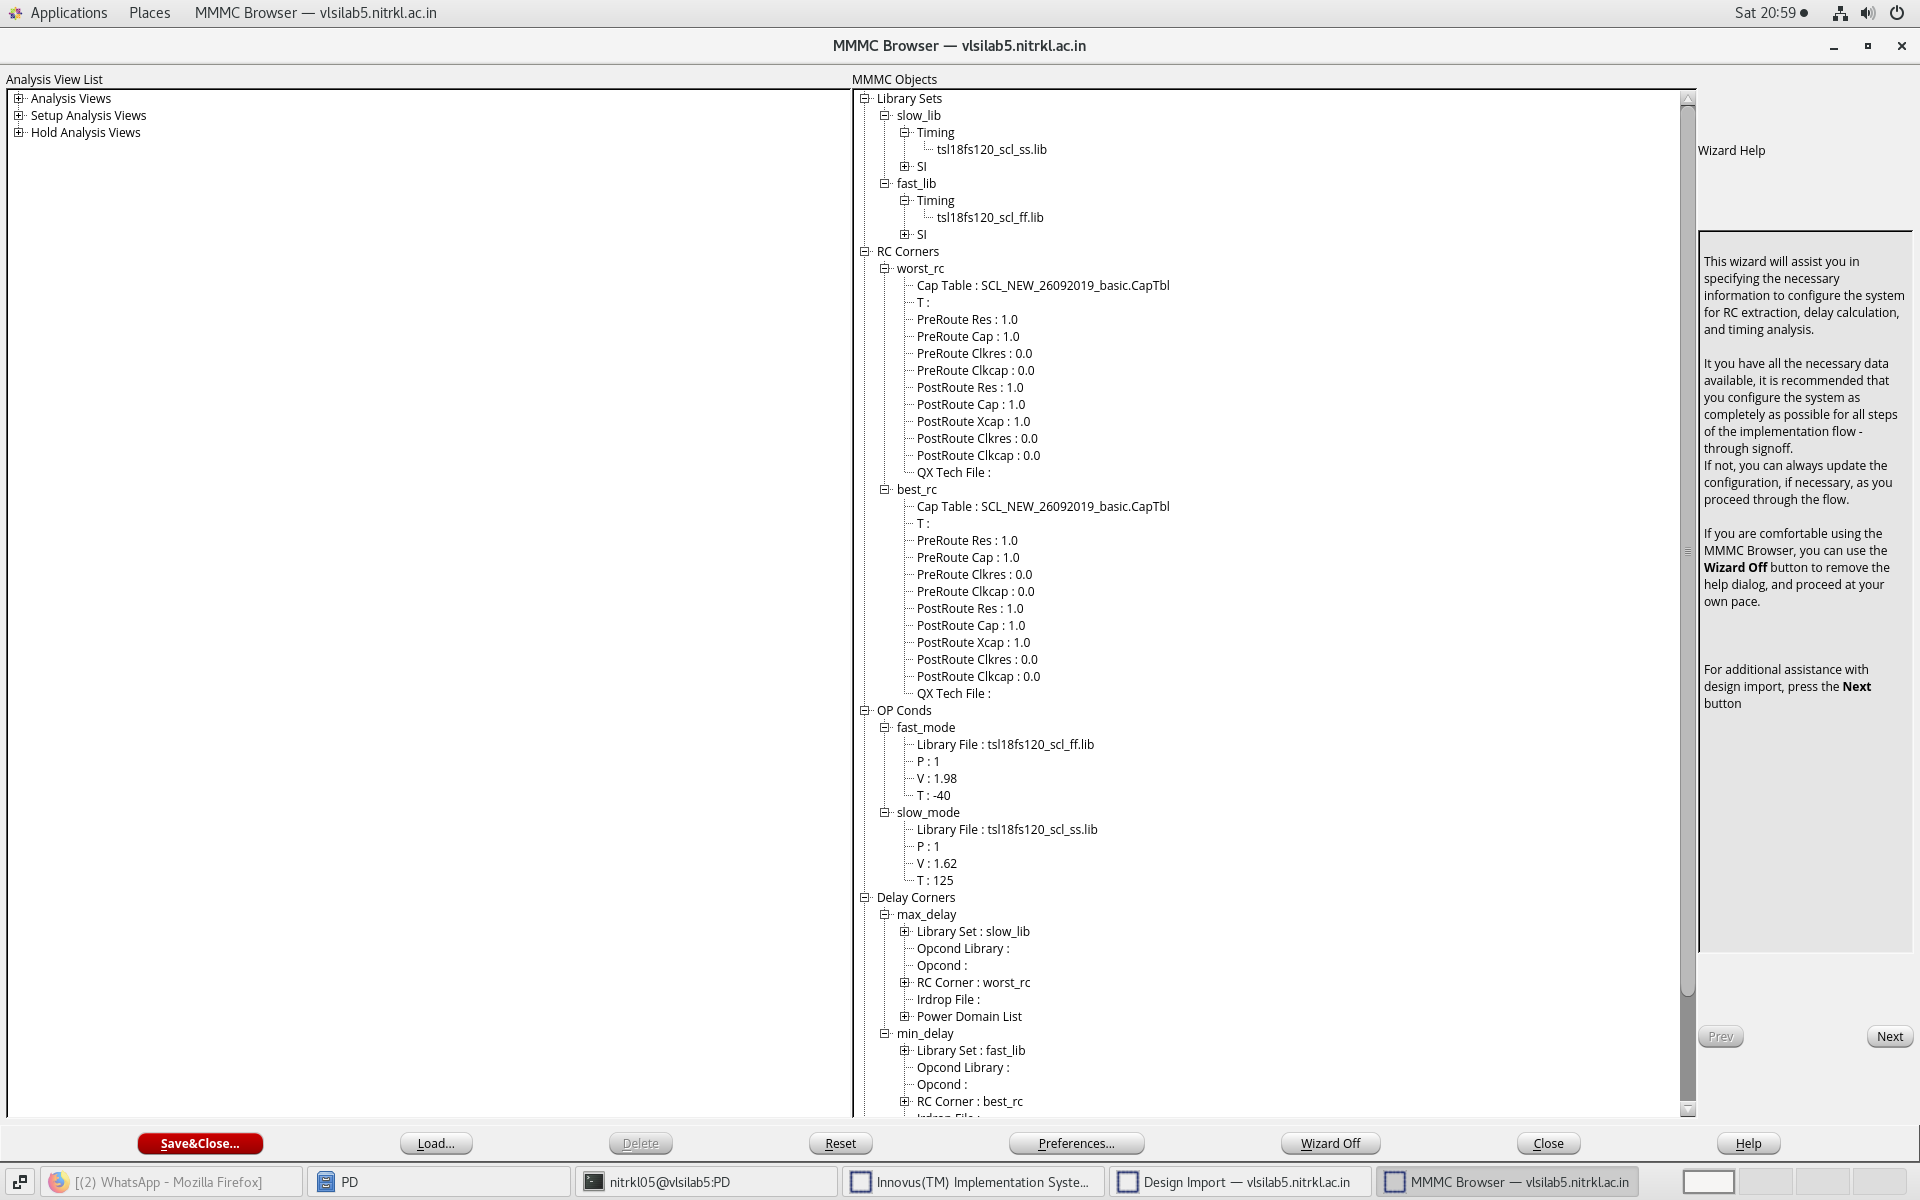 Applications Places MMMC Browser — vlsilab5.nitrkl.ac.in Sat 20:59
MMMC Browser — vlsilab5.nitrkl.ac.in
Analysis View List
Analysis Views
Setup Analysis Views
Hold Analysis Views
MMMC Objects
Library Sets
slow_lib
Timing
tsl18fs120_scl_ss.lib
SI
fast_lib
Timing
tsl18fs120_scl_ff.lib
SI
RC Corners
worst_rc
Cap Table : SCL_NEW_26092019_basic.CapTbl
T :
PreRoute Res : 1.0
PreRoute Cap : 1.0
PreRoute Clkres : 0.0
PreRoute Clkcap : 0.0
PostRoute Res : 1.0
PostRoute Cap : 1.0
PostRoute Xcap : 1.0
PostRoute Clkres : 0.0
PostRoute Clkcap : 0.0
QX Tech File :
best_rc
Cap Table : SCL_NEW_26092019_basic.CapTbl
T :
PreRoute Res : 1.0
PreRoute Cap : 1.0
PreRoute Clkres : 0.0
PreRoute Clkcap : 0.0
PostRoute Res : 1.0
PostRoute Cap : 1.0
PostRoute Xcap : 1.0
PostRoute Clkres : 0.0
PostRoute Clkcap : 0.0
QX Tech File :
OP Conds
fast_mode
Library File : tsl18fs120_scl_ff.lib
P : 1
V : 1.98
T : -40
slow_mode
Library File : tsl18fs120_scl_ss.lib
P : 1
V : 1.62
T : 125
Delay Corners
max_delay
Library Set : slow_lib
Opcond Library :
Opcond :
RC Corner : worst_rc
Irdrop File :
Power Domain List
min_delay
Library Set : fast_lib
Opcond Library :
Opcond :
RC Corner : best_rc
Irdrop File :
Wizard Help
This wizard will assist you in
specifying the necessary
information to configure the system
for RC extraction, delay calculation,
and timing analysis.
It you have all the necessary data
available, it is recommended that
you configure the system as
completely as possible for all steps
of the implementation flow -
through signoff.
If not, you can always update the
configuration, if necessary, as you
proceed through the flow.
If you are comfortable using the
MMMC Browser, you can use the
Wizard Off button to remove the
help dialog, and proceed at your
own pace.
For additional assistance with
design import, press the Next
button
Prev Next
Save&Close... Load... Delete Reset Preferences... Wizard Off Close Help
[(2) WhatsApp - Mozilla Firefox] PD nitrkl05@vlsilab5:PD Innovus(TM) Implementation Syste... Design Import — vlsilab5.nitrkl.ac.in MMMC Browser — vlsilab5.nitrkl.ac.in